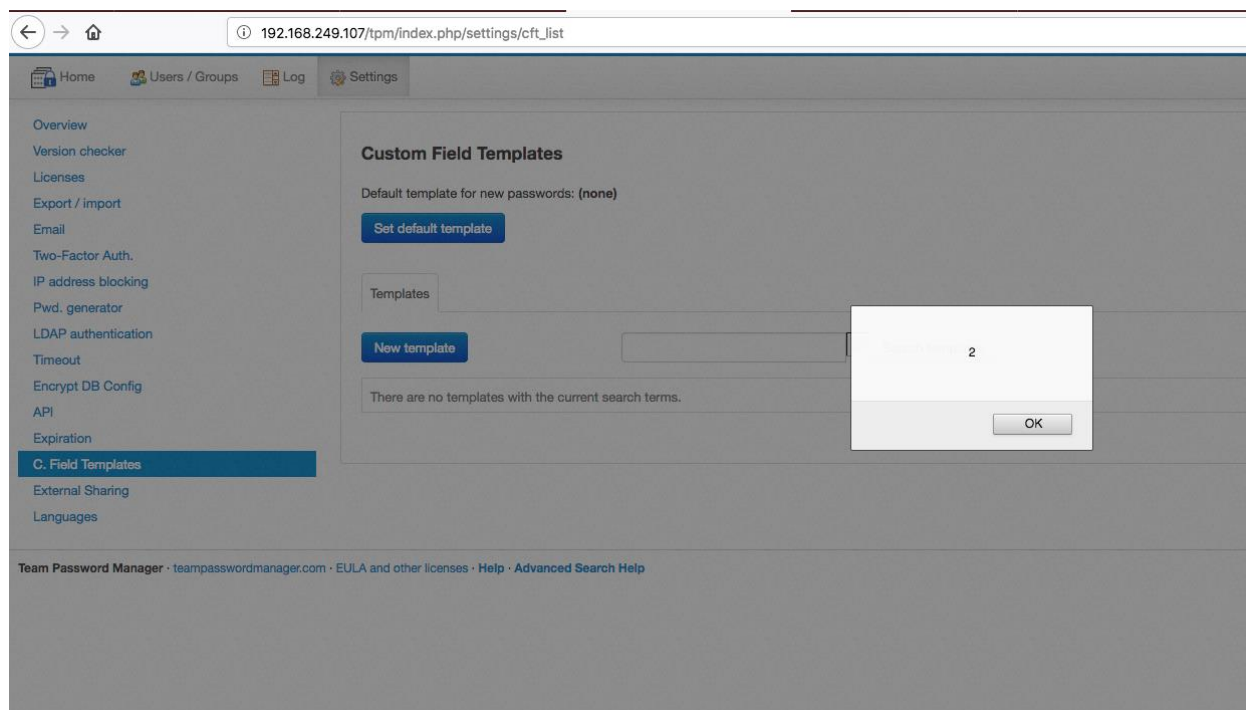 192.168.249.107/tpm/index.php/settings/cft_list
Home Users / Groups Log Settings
Overview
Version checker
Licenses
Export / import
Email
Two-Factor Auth.
IP address blocking
Pwd. generator
LDAP authentication
Timeout
Encrypt DB Config
API
Expiration
C. Field Templates
External Sharing
Languages
Custom Field Templates
Default template for new passwords: (none)
Set default template
Templates
New template
There are no templates with the current search terms.
2
OK
Team Password Manager · teampasswordmanager.com · EULA and other licenses · Help · Advanced Search Help